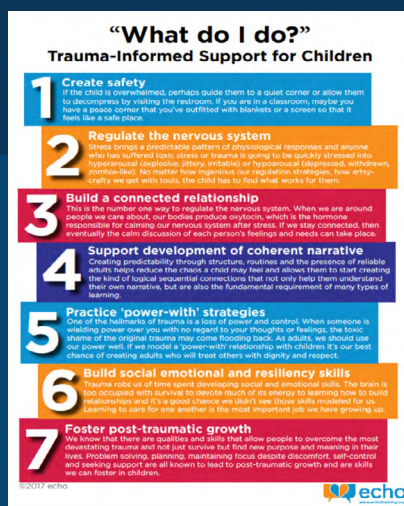 “What do I do?”
Trauma-Informed Support for Children
1
Create safety
If the child is overwhelmed, perhaps guide them to a quiet corner or allow them
to decompress by visiting the restroom. If you are in a classroom, maybe you
have a peace corner that you've outfitted with blankets or a screen so that it
feels like a safe place.
2
Regulate the nervous system
Stress brings a predictable pattern of physiological responses and anyone
who has suffered toxic stress or trauma is going to be quickly stressed into
hyperarousal (explosive, jittery, irritable) or hypoarousal (depressed, withdrawn,
zombie-like). No matter how ingenious our regulation strategies, how artsy-
crafty we get with tools, the child has to find what works for them.
3
Build a connected relationship
This is the number one way to regulate the nervous system. When we are around
people we care about, our bodies produce oxytocin, which is the hormone
responsible for calming our nervous system after stress. If we stay connected, then
eventually the calm discussion of each person's feelings and needs can take place.
4
Support development of coherent narrative
Creating predictability through structure, routines and the presence of reliable
adults helps reduce the chaos a child may feel and allows them to start creating
the kind of logical sequential connections that not only help them understand
their own narrative, but are also the fundamental requirement of many types of
learning.
5
Practice ‘power-with’ strategies
One of the hallmarks of trauma is a loss of power and control. When someone is
wielding power over you with no regard to your thoughts or feelings, the toxic
shame of the original trauma may come flooding back. As adults, we should use
our power well. If we model a ‘power-with’ relationship with children it's our best
chance of creating adults who will treat others with dignity and respect.
6
Build social emotional and resiliency skills
Trauma robs us of time spent developing social and emotional skills. The brain is
too occupied with survival to devote much of its energy to learning how to build
relationships and it's a good chance we didn't see those skills modeled for us.
Learning to care for one another is the most important job we have growing up.
7
Foster post-traumatic growth
We know that there are qualities and skills that allow people to overcome the most
devastating trauma and not just survive but find new purpose and meaning in their
lives. Problem solving, planning, maintaining focus despite discomfort, self-control
and seeking support are all known to lead to post-traumatic growth and are skills
we can foster in children.
©2017 echo
echo